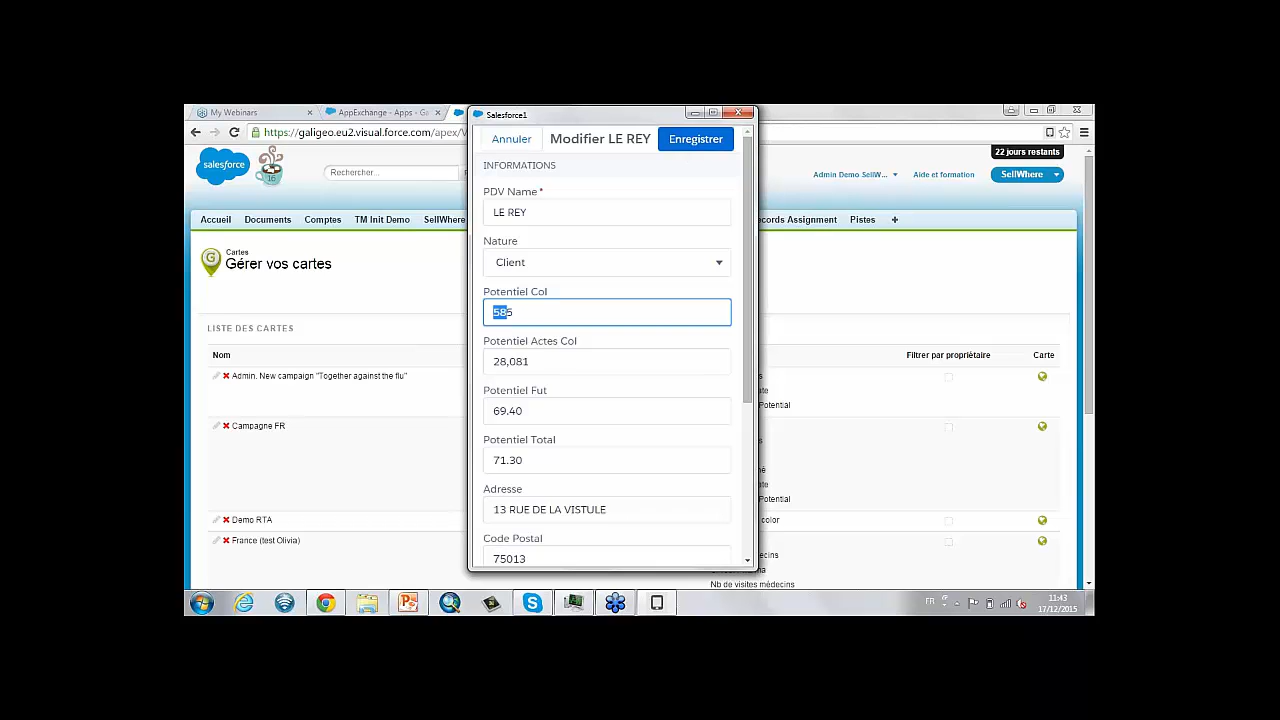 My Webinars
AppExchange - Apps - Ga
https://galigeo.eu2.visual.force.com/apex/
salesforce
16
Rechercher...
22 jours restants
Admin Demo SellW...
Aide et formation
SellWhere
Accueil
Documents
Comptes
TM Init Demo
SellWhere
ecords Assignment
Pistes
+
G
Cartes
Gérer vos cartes
LISTE DES CARTES
Nom
Filtrer par propriétaire
Carte
Admin. New campaign "Together against the flu"
Potential
Campagne FR
Potential
Demo RTA
color
France (test Olivia)
Nb de visites médecins
Salesforce1
Annuler
Modifier LE REY
Enregistrer
INFORMATIONS
PDV Name *
LE REY
Nature
Client
Potentiel Col
585
Potentiel Actes Col
28,081
Potentiel Fut
69.40
Potentiel Total
71.30
Adresse
13 RUE DE LA VISTULE
Code Postal
75013
FR
11:43
17/12/2015